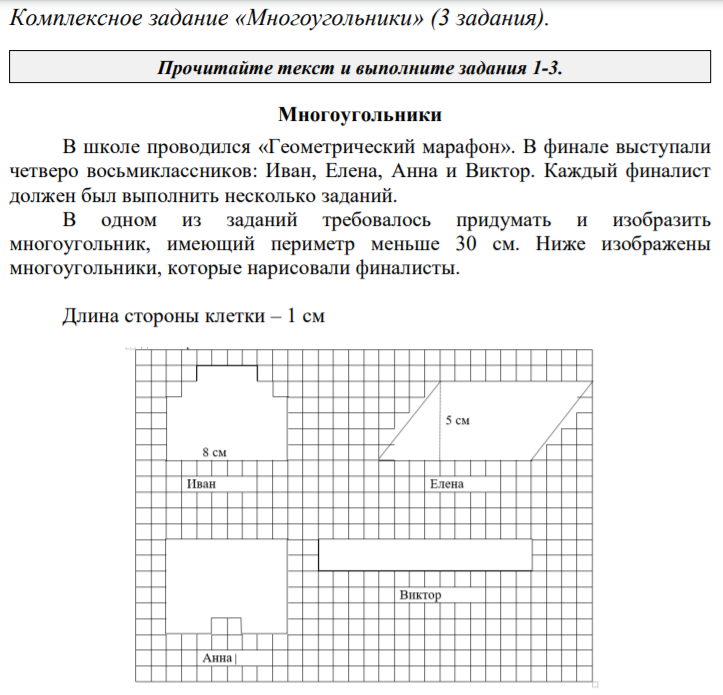 Комплексное задание «Многоугольники» (3 задания).
Прочитайте текст и выполните задания 1-3.
Многоугольники
В школе проводился «Геометрический марафон». В финале выступали
четверо восьмиклассников: Иван, Елена, Анна и Виктор. Каждый финалист
должен был выполнить несколько заданий.
В одном из заданий требовалось придумать и изобразить
многоугольник, имеющий периметр меньше 30 см. Ниже изображены
многоугольники, которые нарисовали финалисты.
Длина стороны клетки – 1 см
5 см
8 см
Иван
Елена
Виктор
Анна